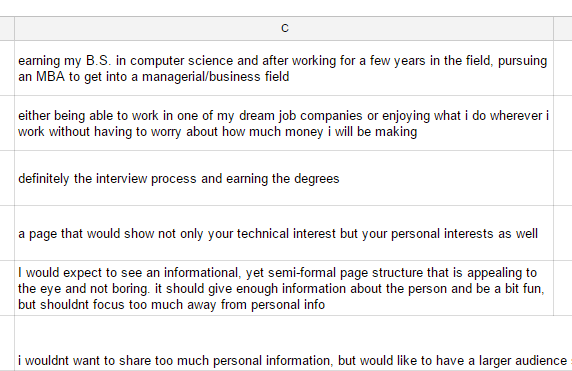 C
earning my B.S. in computer science and after working for a few years in the field, pursuing
an MBA to get into a managerial/business field
either being able to work in one of my dream job companies or enjoying what i do wherever i
work without having to worry about how much money i will be making
definitely the interview process and earning the degrees
a page that would show not only your technical interest but your personal interests as well
I would expect to see an informational, yet semi-formal page structure that is appealing to
the eye and not boring. it should give enough information about the person and be a bit fun,
but shouldnt focus too much away from personal info
i wouldnt want to share too much personal information, but would like to have a larger audience